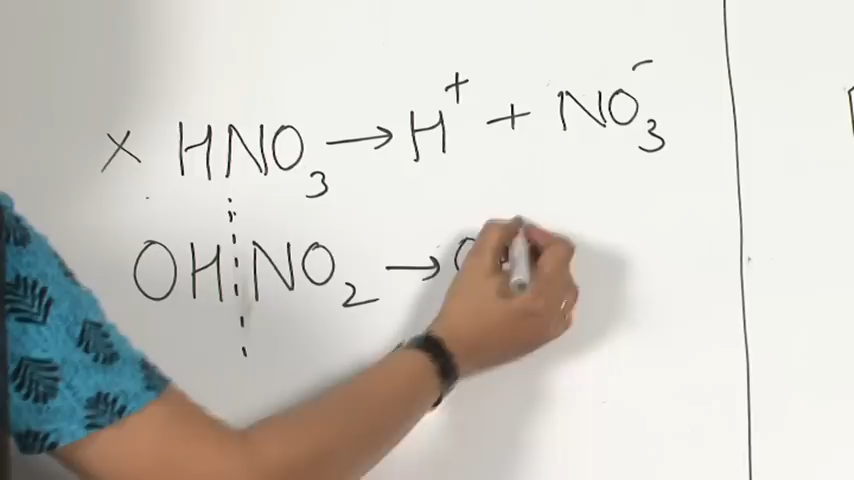 × HNO₃ → H⁺ + NO₃⁻
OH NO₂ →